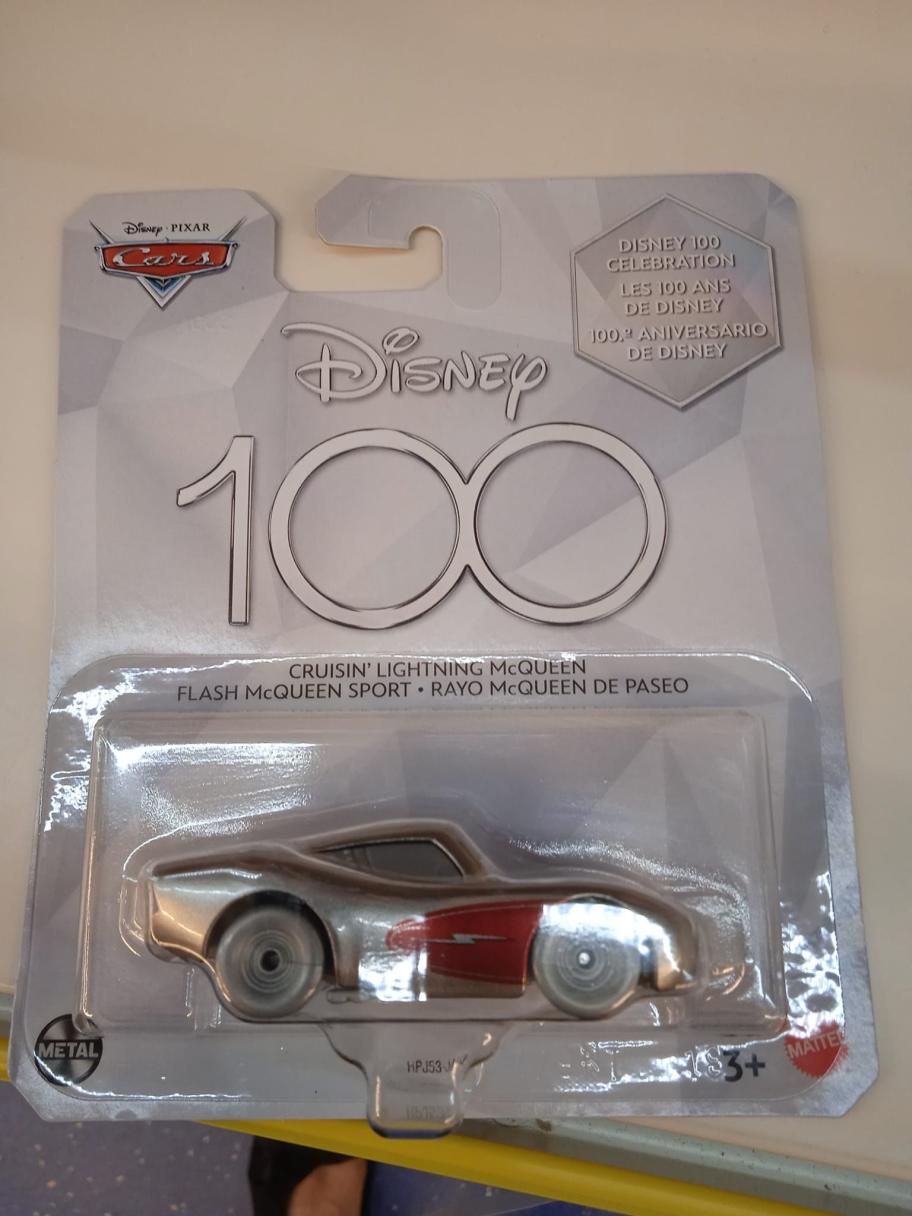 Disney · PIXAR
Cars
DISNEY 100
CELEBRATION
LES 100 ANS
DE DISNEY
100.º ANIVERSARIO
DE DISNEY
Disney
100
CRUISIN' LIGHTNING McQUEEN
FLASH McQUEEN SPORT • RAYO McQUEEN DE PASEO
METAL
3+
MATTEL